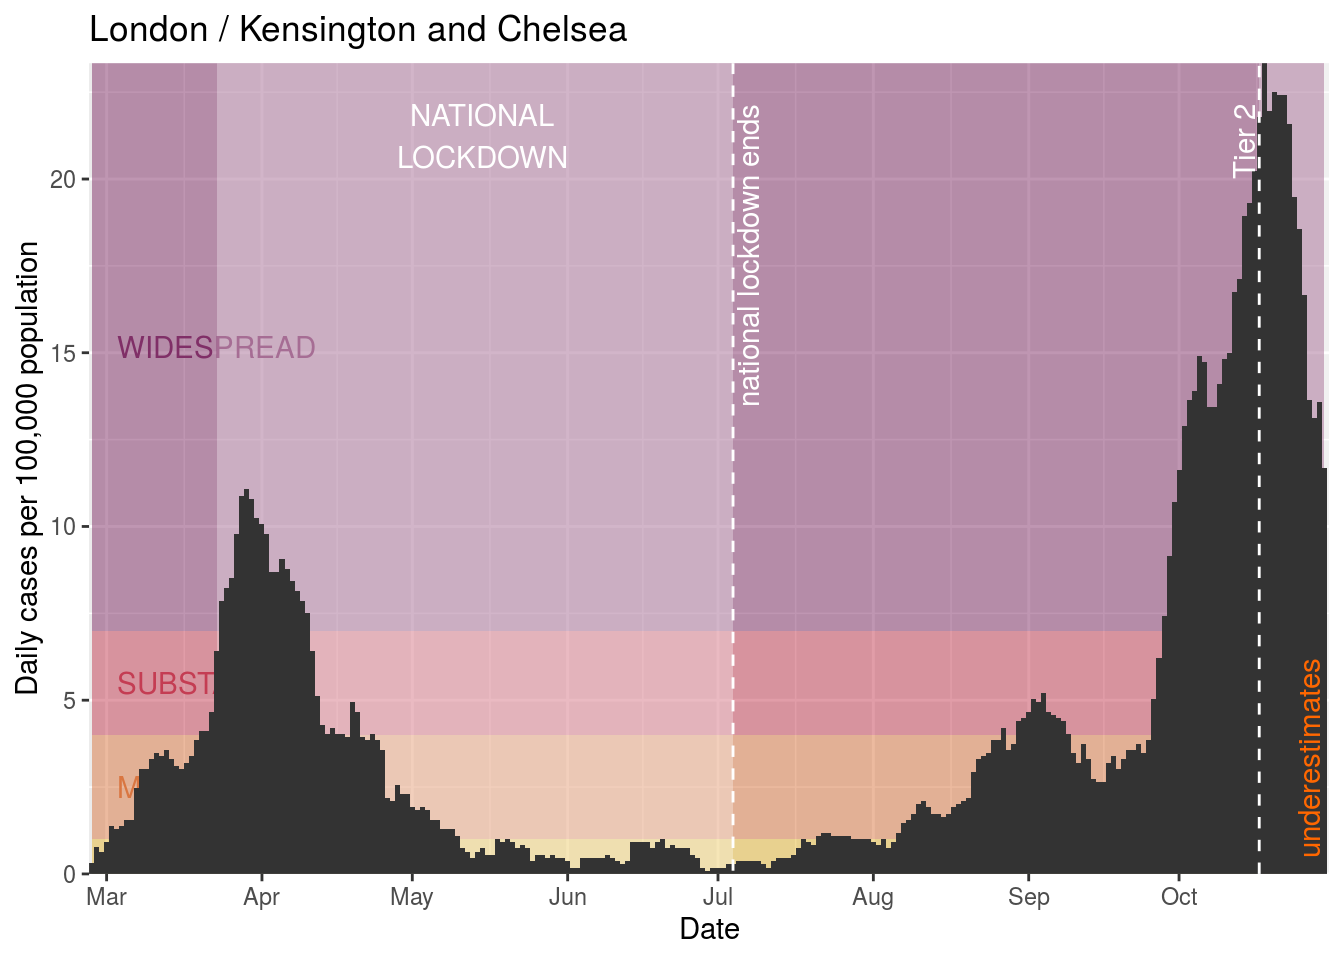 London / Kensington and Chelsea
NATIONAL
LOCKDOWN
national lockdown ends
Tier 2
WIDESPREAD
SUBST
M
underestimates
Daily cases per 100,000 population
20
15
10
5
0
Mar Apr May Jun Jul Aug Sep Oct
Date